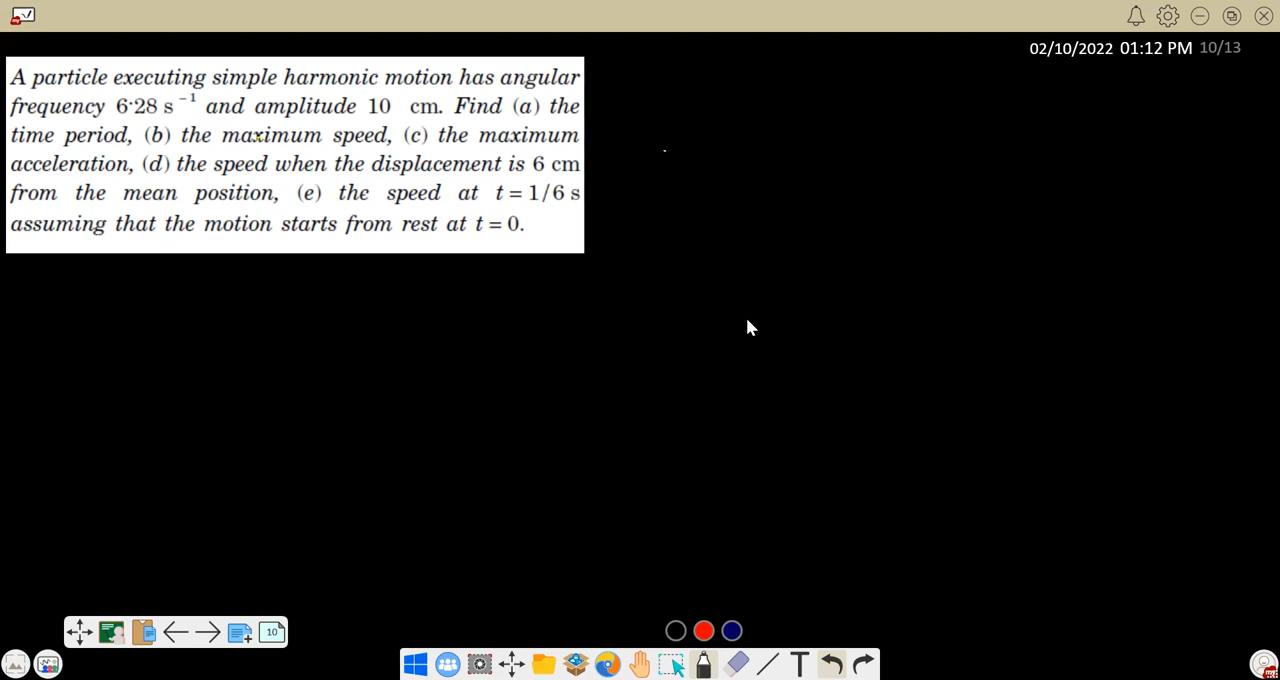 02/10/2022 01:12 PM 10/13
A particle executing simple harmonic motion has angular
frequency 6·28 s⁻¹ and amplitude 10 cm. Find (a) the
time period, (b) the maximum speed, (c) the maximum
acceleration, (d) the speed when the displacement is 6 cm
from the mean position, (e) the speed at t = 1/6 s
assuming that the motion starts from rest at t = 0.
10